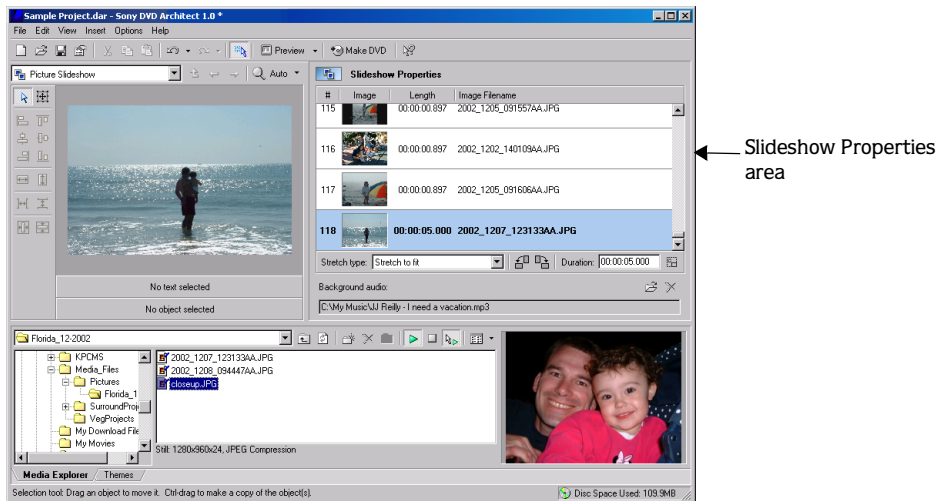 Sample Project.dar - Sony DVD Architect 1.0 *
File Edit View Insert Options Help
Preview Make DVD
Picture Slideshow Auto
Slideshow Properties
# Image Length Image Filename
115 00:00:00.897 2002_1205_091557AA.JPG
116 00:00:00.897 2002_1202_140109AA.JPG
117 00:00:00.897 2002_1205_091606AA.JPG
118 00:00:05.000 2002_1207_123133AA.JPG
Slideshow Properties
area
Stretch type: Stretch to fit Duration: 00:00:05.000
No text selected
No object selected
Background audio:
C:\My Music\JJ Reilly - I need a vacation.mp3
Florida_12-2002
KPCMS
Media_Files
Pictures
Florida_1
SurroundProj
VegProjects
My Download File
My Movies
2002_1207_123133AA.JPG
2002_1208_094447AA.JPG
closeup.JPG
Still: 1280x960x24, JPEG Compression
Media Explorer Themes
Selection tool: Drag an object to move it. Ctrl-drag to make a copy of the object(s).
Disc Space Used: 109.9MB